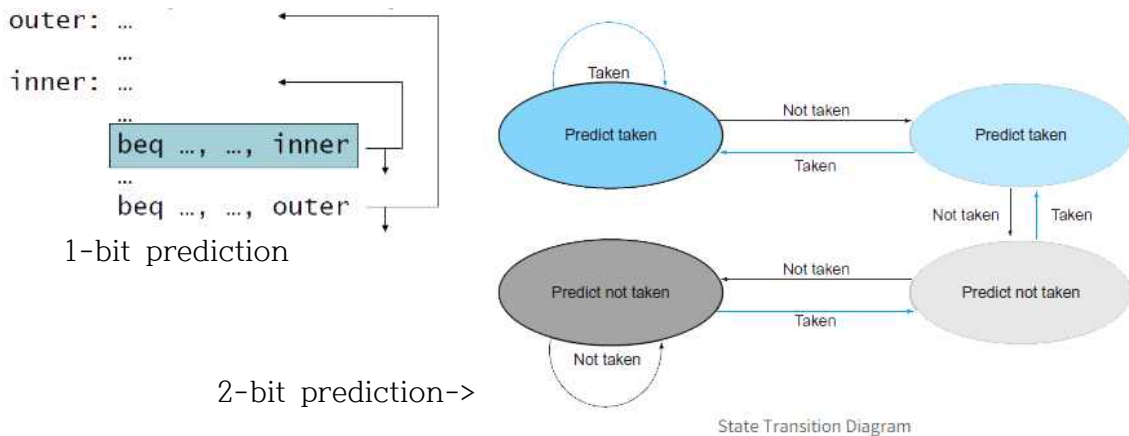 outer: …
…
inner: …
…
beq …, …, inner
…
beq …, …, outer
1-bit prediction
Taken
Predict taken
Not taken
Taken
Predict taken
Not taken
Taken
Predict not taken
Not taken
Taken
Predict not taken
Not taken
2-bit prediction->
State Transition Diagram